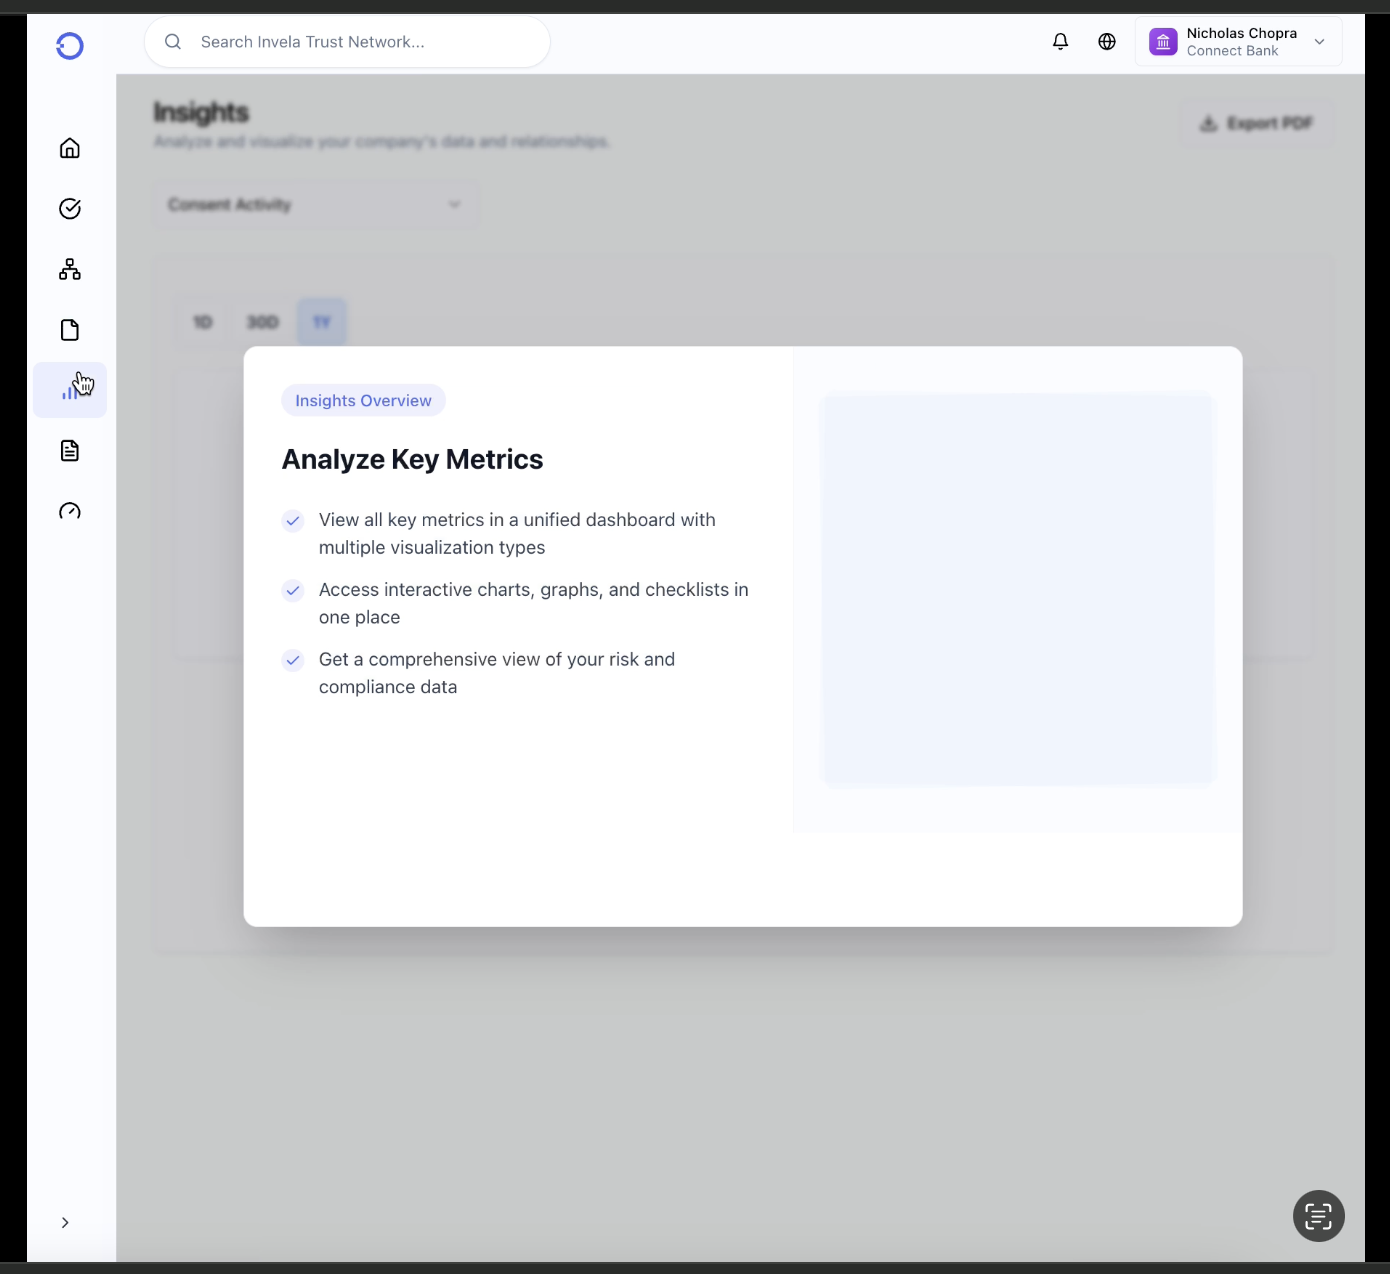 Search Invela Trust Network...
Nicholas Chopra
Connect Bank
Insights
Analyze and visualize your company's data and relationships.
Export PDF
Consent Activity
1D
30D
1Y
Insights Overview
Analyze Key Metrics
View all key metrics in a unified dashboard with
multiple visualization types
Access interactive charts, graphs, and checklists in
one place
Get a comprehensive view of your risk and
compliance data